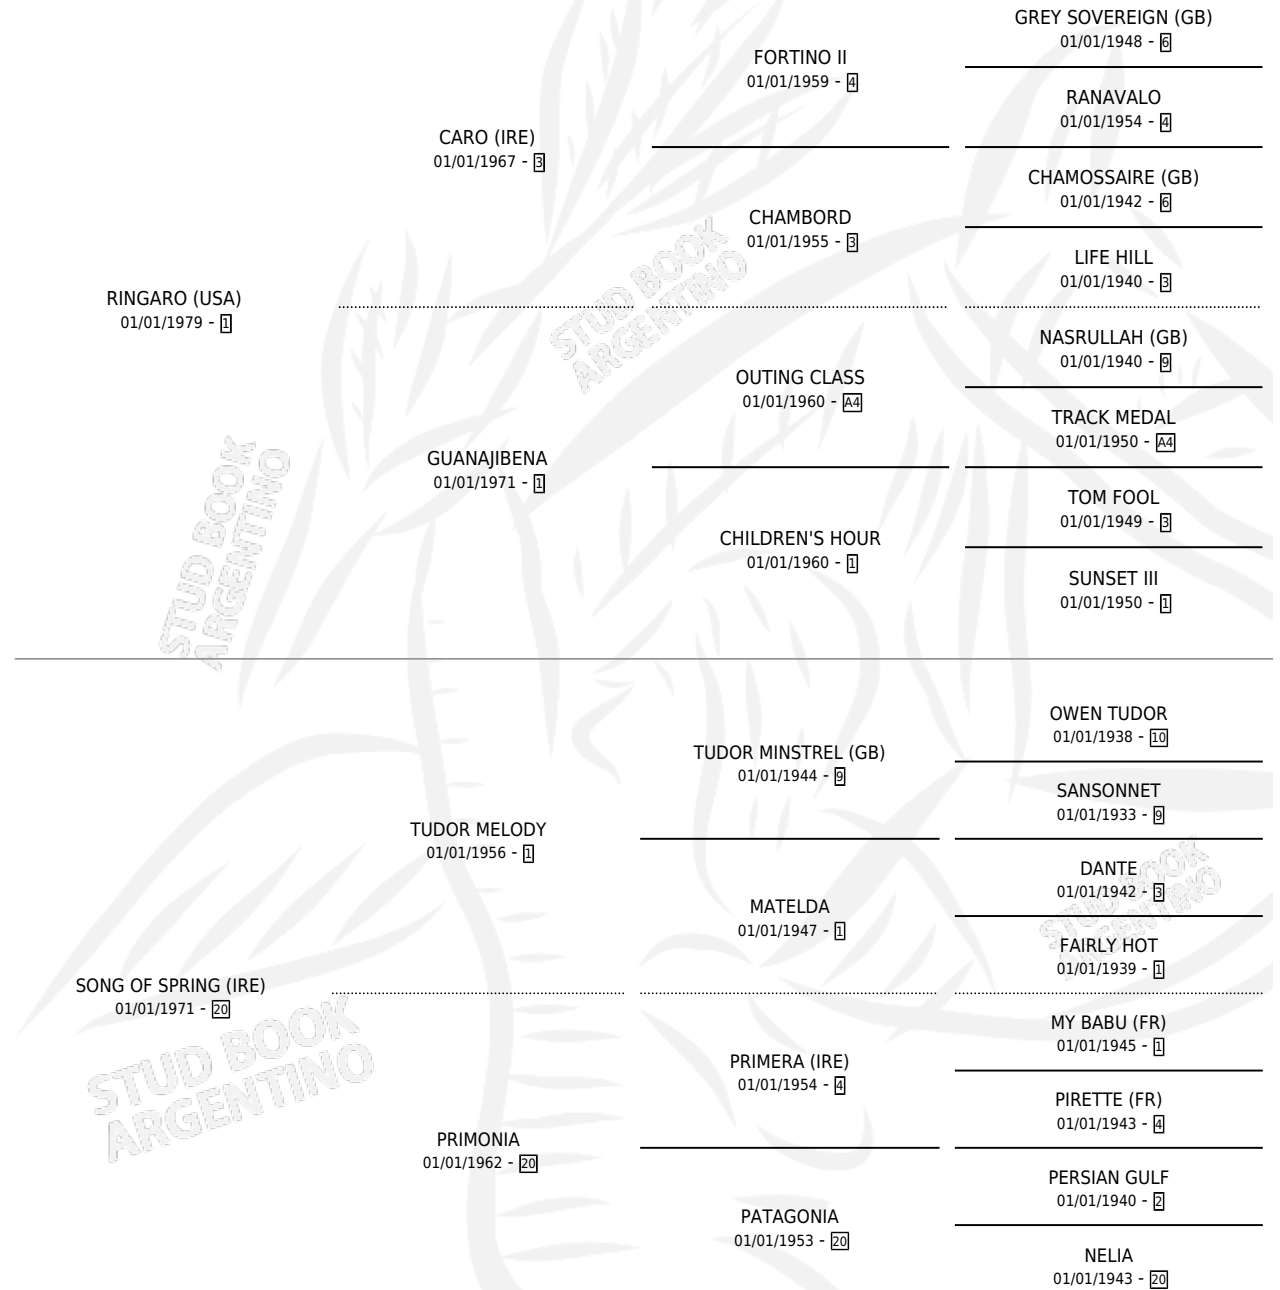 GREY SOVEREIGN (GB)
01/01/1948 - 6
FORTINO II
01/01/1959 - 4
RANAVALO
01/01/1954 - 4
CARO (IRE)
01/01/1967 - 3
CHAMOSSAIRE (GB)
01/01/1942 - 6
CHAMBORD
01/01/1955 - 3
LIFE HILL
01/01/1940 - 3
RINGARO (USA)
01/01/1979 - 1
NASRULLAH (GB)
01/01/1940 - 9
OUTING CLASS
01/01/1960 - A4
TRACK MEDAL
01/01/1950 - A4
GUANAJIBENA
01/01/1971 - 1
TOM FOOL
01/01/1949 - 3
CHILDREN'S HOUR
01/01/1960 - 1
SUNSET III
01/01/1950 - 1
OWEN TUDOR
01/01/1938 - 10
TUDOR MINSTREL (GB)
01/01/1944 - 9
SANSONNET
01/01/1933 - 9
TUDOR MELODY
01/01/1956 - 1
DANTE
01/01/1942 - 3
MATELDA
01/01/1947 - 1
FAIRLY HOT
01/01/1939 - 1
SONG OF SPRING (IRE)
01/01/1971 - 20
MY BABU (FR)
01/01/1945 - 1
PRIMERA (IRE)
01/01/1954 - 4
PIRETTE (FR)
01/01/1943 - 4
PRIMONIA
01/01/1962 - 20
PERSIAN GULF
01/01/1940 - 2
PATAGONIA
01/01/1953 - 20
NELIA
01/01/1943 - 20
STUD BOOK
ARGENTINO
STUD BOOK
ARGENTINO
STUD BOOK
ARGENTINO
STUD BOOK
ARGENTINO